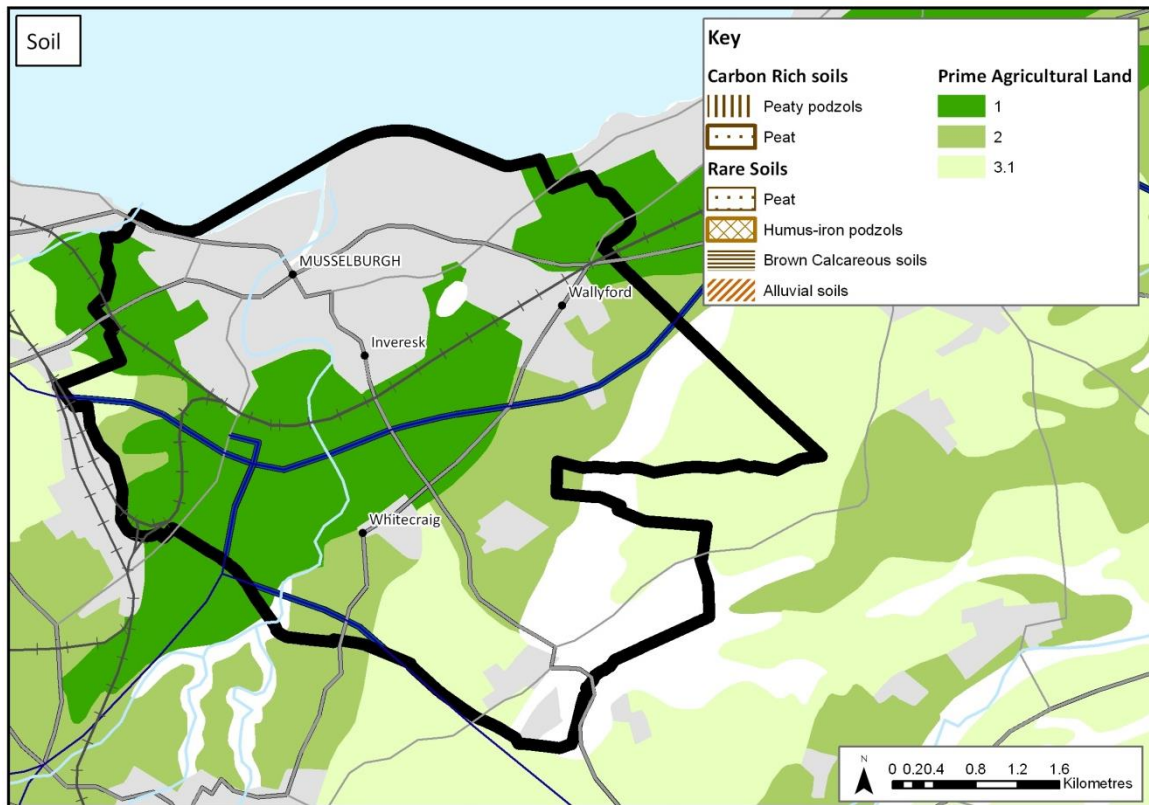 Soil
Key
Carbon Rich soils
Peaty podzols
Peat
Rare Soils
Peat
Humus-iron podzols
Brown Calcareous soils
Alluvial soils
Prime Agricultural Land
1
2
3.1
MUSSELBURGH
Wallyford
Inveresk
Whitecraig
N
0 0.20.4 0.8 1.2 1.6
Kilometres